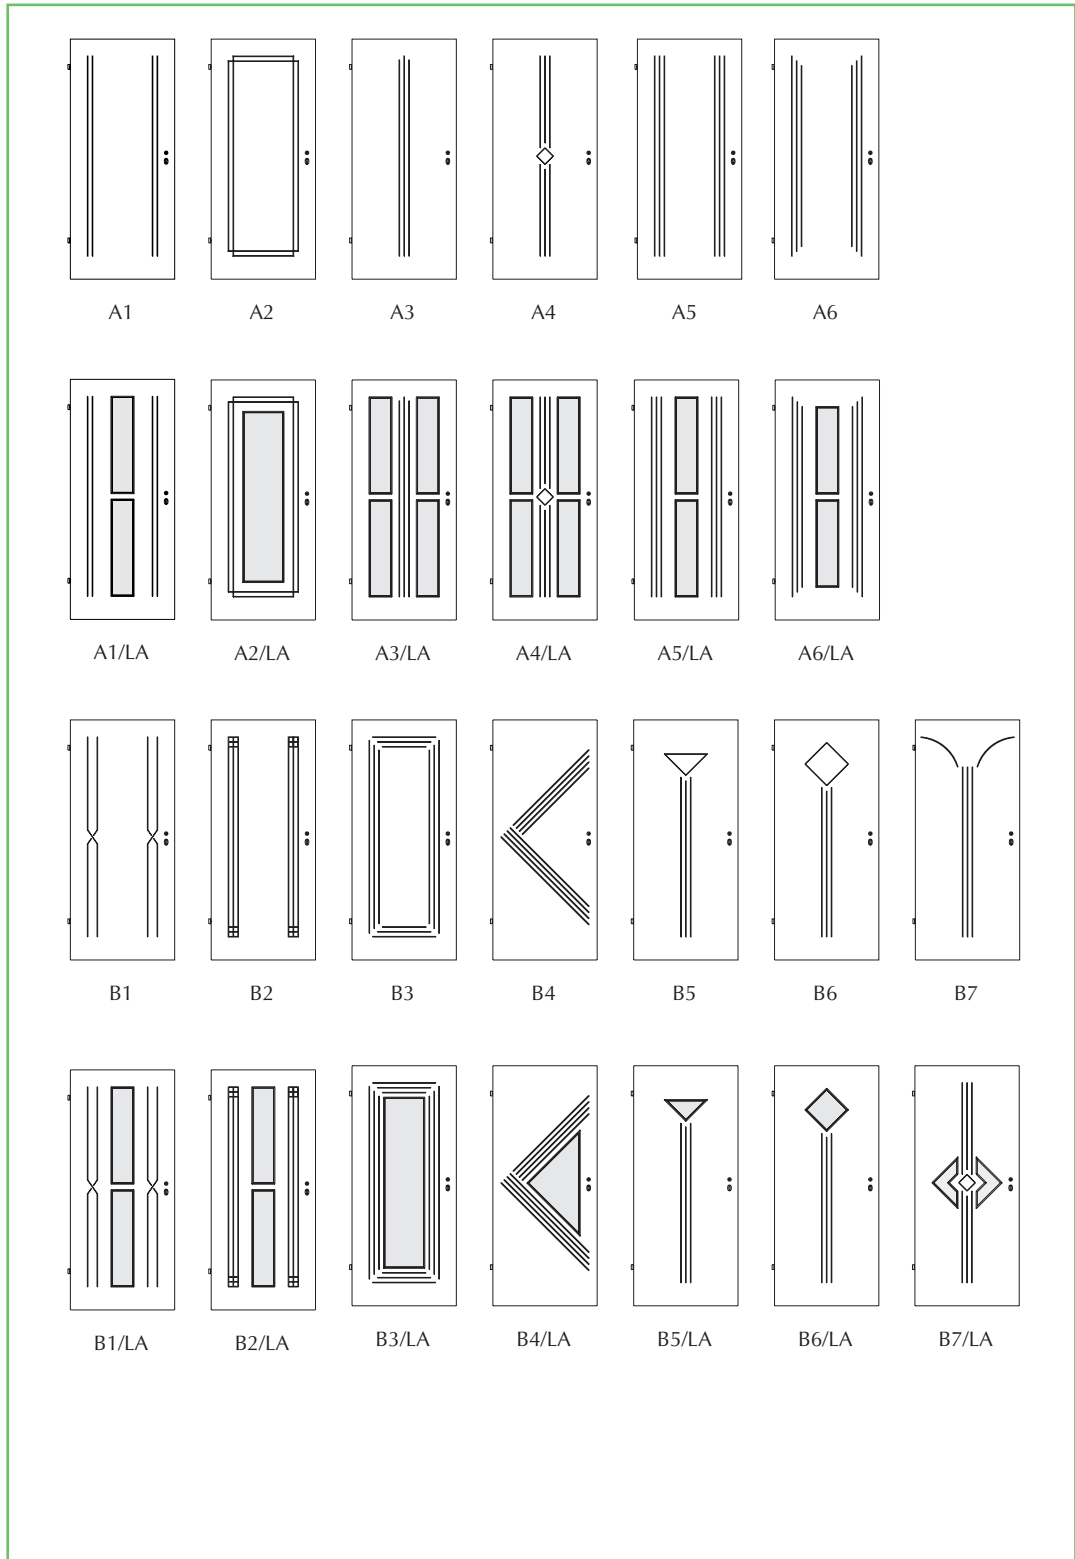 A1 A2 A3 A4 A5 A6
A1/LA A2/LA A3/LA A4/LA A5/LA A6/LA
B1 B2 B3 B4 B5 B6 B7
B1/LA B2/LA B3/LA B4/LA B5/LA B6/LA B7/LA